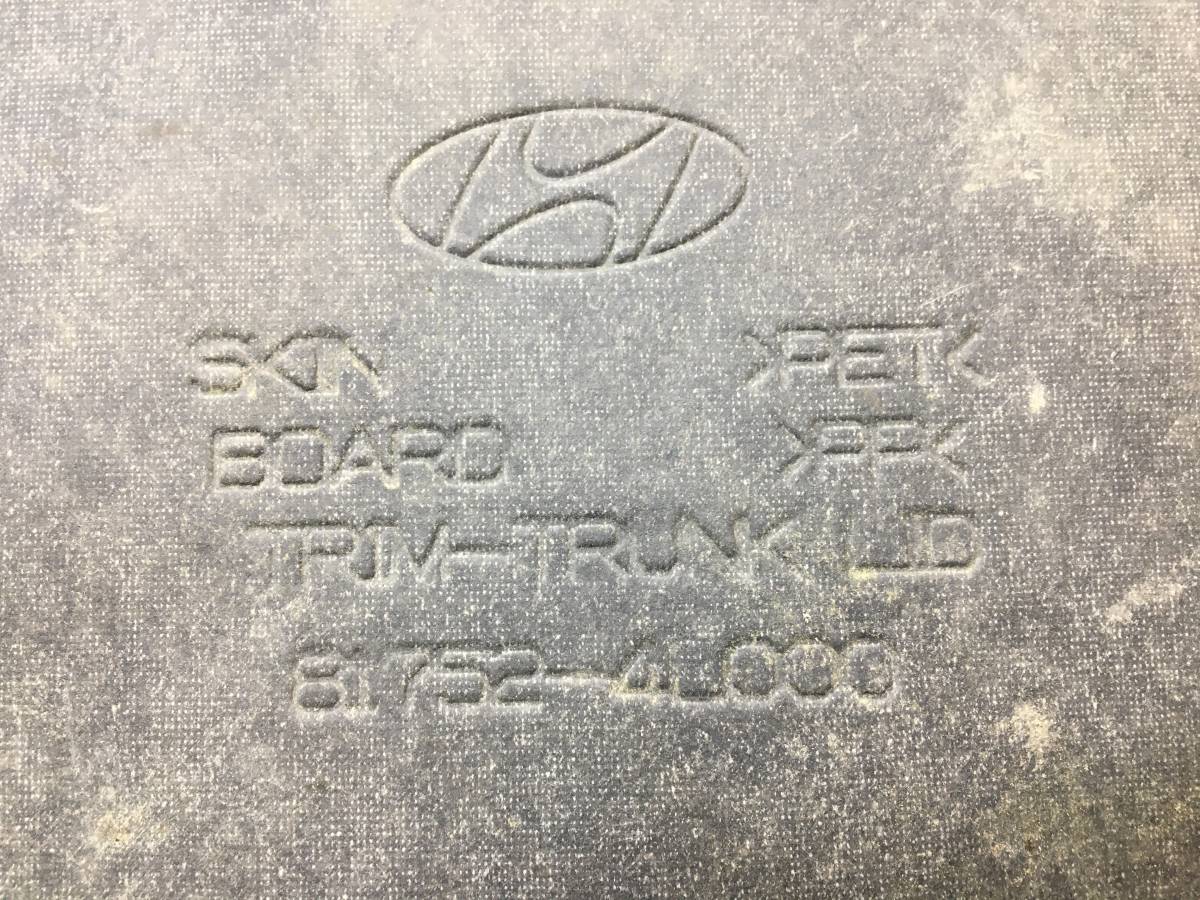 SKIN >PET<
BOARD >PP<
TRIM-TRUNK LID
81752-4L000